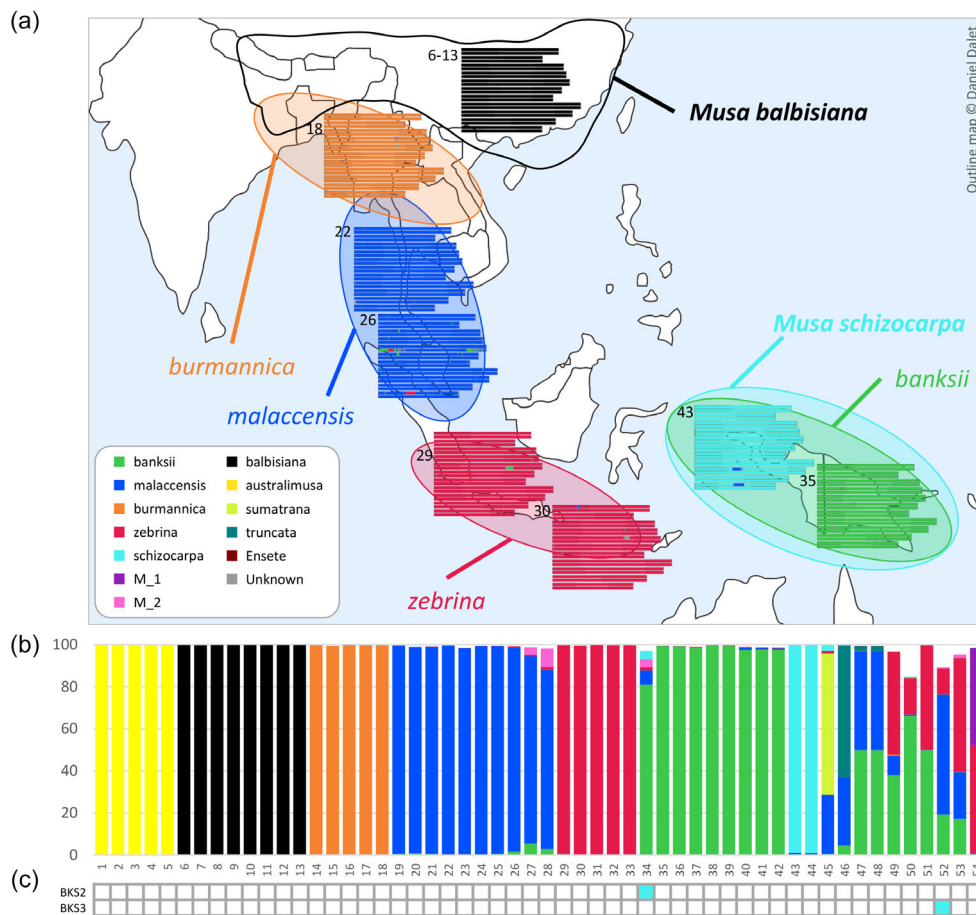 (a)
6-13
Musa balbisiana
Outline map © Daniel Dalet
18
22
26
burmannica
malaccensis
Musa schizocarpa
banksii
43
35
29
30
zebrina
banksii
balbisiana
malaccensis
australimusa
burmannica
sumatrana
zebrina
truncata
schizocarpa
Ensete
M_1
Unknown
M_2
(b)
100
80
60
40
20
0
1 2 3 4 5 6 7 8 9 10 11 12 13 14 15 16 17 18 19 20 21 22 23 24 25 26 27 28 29 30 31 32 33 34 35 36 37 38 39 40 41 42 43 44 45 46 47 48 49 50 51 52 53 54
(c)
BKS2
BKS3